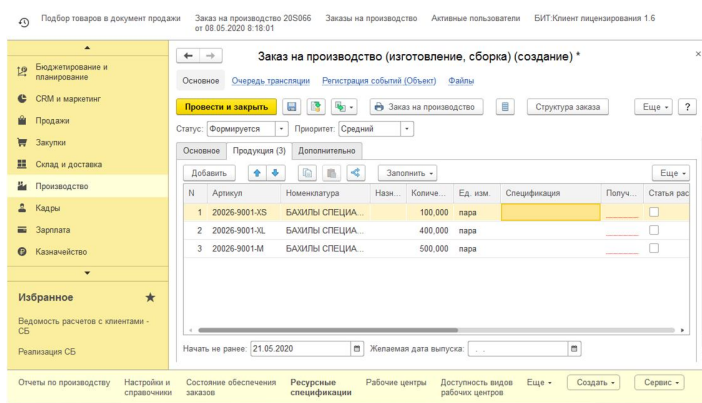 Подбор товаров в документ продажи
Заказ на производство 20S066
от 08.05.2020 8:18:01
Заказы на производство
Активные пользователи
БИТ:Клиент лицензирования 1.6
Бюджетирование и
планирование
CRM и маркетинг
Продажи
Закупки
Склад и доставка
Производство
Кадры
Зарплата
Казначейство
Избранное
Ведомость расчетов с клиентами -
СБ
Реализация СБ
Заказ на производство (изготовление, сборка) (создание) *
Основное Очередь трансляции Регистрация событий (Объект) Файлы
Провести и закрыть Заказ на производство Структура заказа Еще ?
Статус: Формируется Приоритет: Средний
Основное Продукция (3) Дополнительно
Добавить Заполнить Еще
N Артикул Номенклатура Назн... Количе... Ед. изм. Спецификация Получ... Статья рас
1 20026-9001-XS БАХИЛЫ СПЕЦИА... 100,000 пара
2 20026-9001-XL БАХИЛЫ СПЕЦИА... 400,000 пара
3 20026-9001-M БАХИЛЫ СПЕЦИА... 500,000 пара
Начать не ранее: 21.05.2020 Желаемая дата выпуска: . .
Отчеты по производству
Настройки и
справочники
Состояние обеспечения
заказов
Ресурсные
спецификации
Рабочие центры
Доступность видов
рабочих центров
Еще
Создать
Сервис